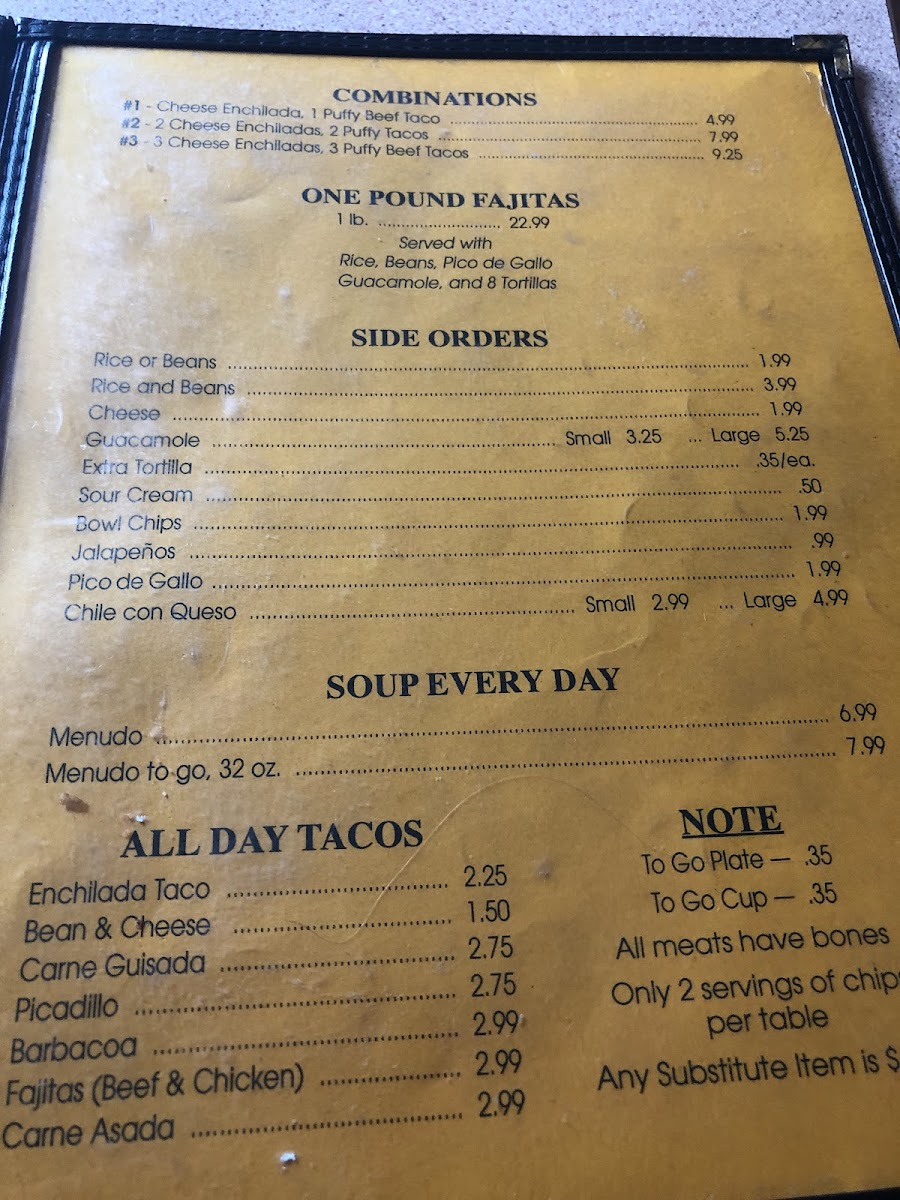 COMBINATIONS
#1 - Cheese Enchilada, 1 Puffy Beef Taco 4.99
#2 - 2 Cheese Enchiladas, 2 Puffy Tacos 7.99
#3 - 3 Cheese Enchiladas, 3 Puffy Beef Tacos 9.25
ONE POUND FAJITAS
1 lb. 22.99
Served with
Rice, Beans, Pico de Gallo
Guacamole, and 8 Tortillas
SIDE ORDERS
Rice or Beans 1.99
Rice and Beans 3.99
Cheese 1.99
Guacamole Small 3.25 ... Large 5.25
Extra Tortilla .35/ea.
Sour Cream .50
Bowl Chips 1.99
Jalapeños .99
Pico de Gallo 1.99
Chile con Queso Small 2.99 ... Large 4.99
SOUP EVERY DAY
Menudo 6.99
Menudo to go, 32 oz. 7.99
ALL DAY TACOS
Enchilada Taco 2.25
Bean & Cheese 1.50
Carne Guisada 2.75
Picadillo 2.75
Barbacoa 2.99
Fajitas (Beef & Chicken) 2.99
Carne Asada 2.99
NOTE
To Go Plate — .35
To Go Cup — .35
All meats have bones
Only 2 servings of chips
per table
Any Substitute Item is $